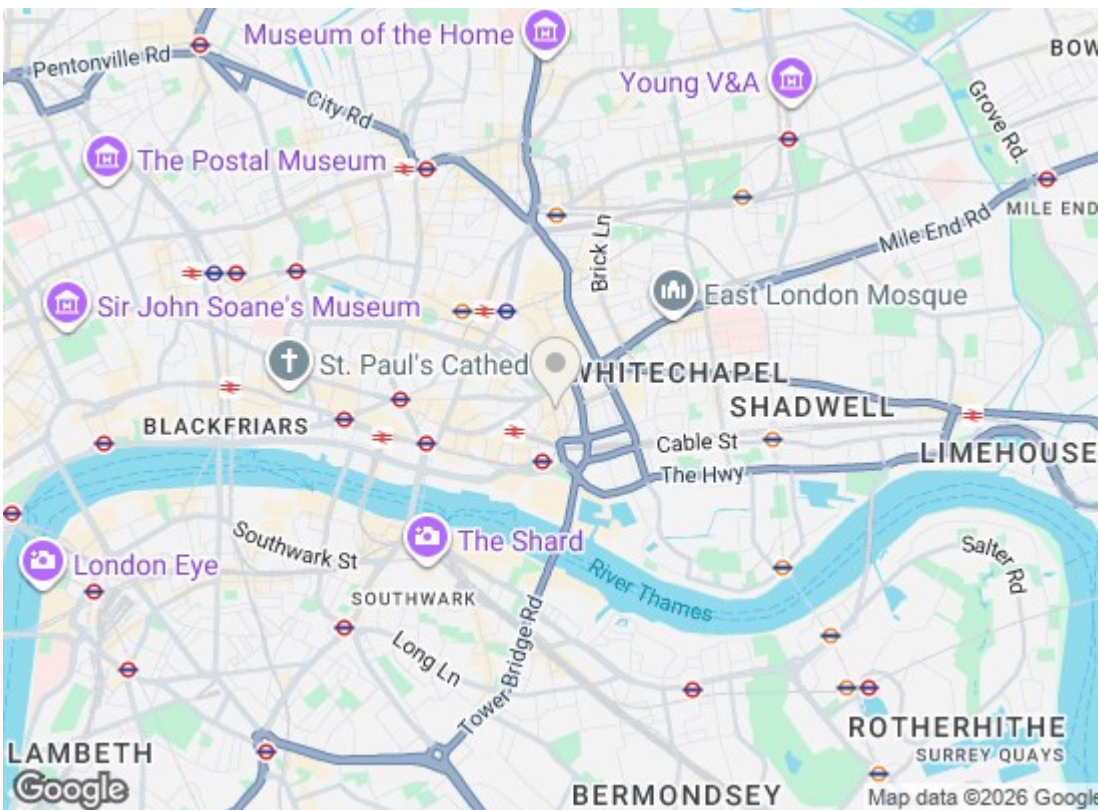 Museum of the Home
BOW
Pentonville Rd
Young V&A
City Rd
Grove Rd.
The Postal Museum
MILE END
Mile End Rd
Brick Ln
Sir John Soane's Museum
East London Mosque
St. Paul's Cathed
WHITECHAPEL
SHADWELL
BLACKFRIARS
Cable St
LIMEHOUSE
The Hwy
Southwark St
The Shard
London Eye
River Thames
Salter Rd
SOUTHWARK
Long Ln
Tower Bridge Rd
ROTHERHITHE
SURREY QUAYS
LAMBETH
Google
BERMONDSEY
Map data ©2026 Google